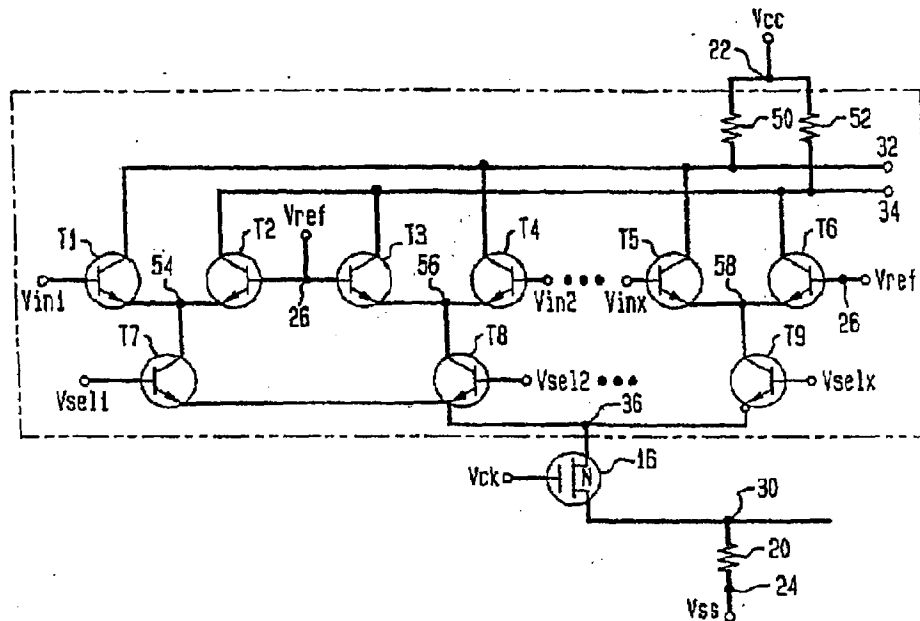 Vcc
22
50
52
32
34
Vref
T1
T2
T3
T4
T5
T6
54
56
58
Vin1
26
Vin2
Vinx
26
Vref
T7
T8
T9
Vsel1
Vsel2
Vselx
36
Vck
N
16
30
20
24
Vss